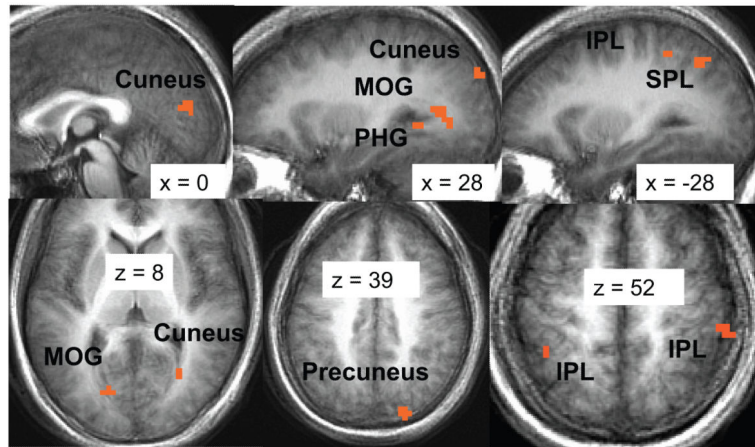 Cuneus
x = 0
Cuneus
MOG
PHG
x = 28
IPL
SPL
x = -28
z = 8
MOG
Cuneus
z = 39
Precuneus
z = 52
IPL
IPL